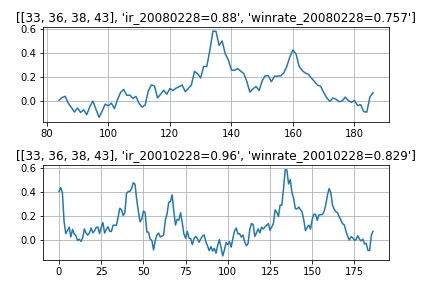 [[33, 36, 38, 43], 'ir_20080228=0.88', 'winrate_20080228=0.757']
0.6
0.4
0.2
0.0
80 100 120 140 160 180
[[33, 36, 38, 43], 'ir_20010228=0.96', 'winrate_20010228=0.829']
0.6
0.4
0.2
0.0
0 25 50 75 100 125 150 175